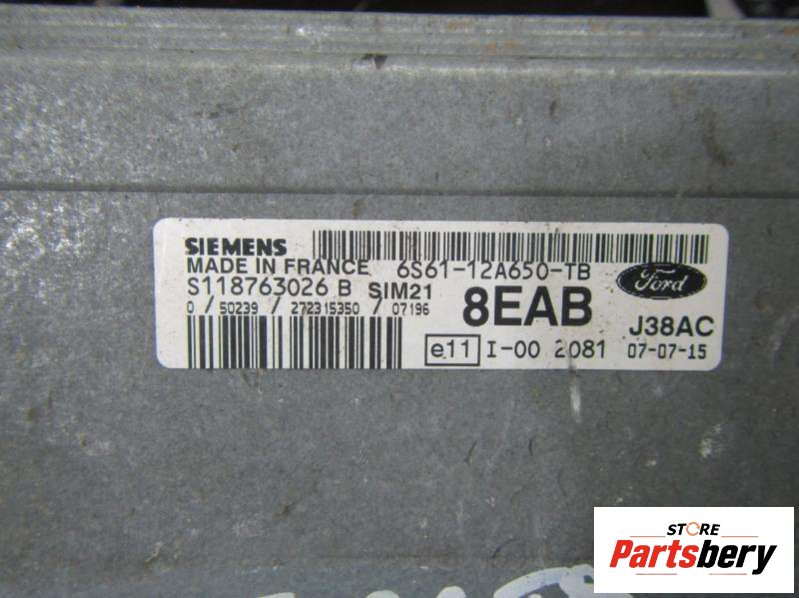 SIEMENS
MADE IN FRANCE 6S61-12A650-TB
S118763026 B SIM21
0 / 50239 / 272315350 / 07196
8EAB
Ford
J38AC
e11 I-00 2081 07-07-15
STORE
Partsbery